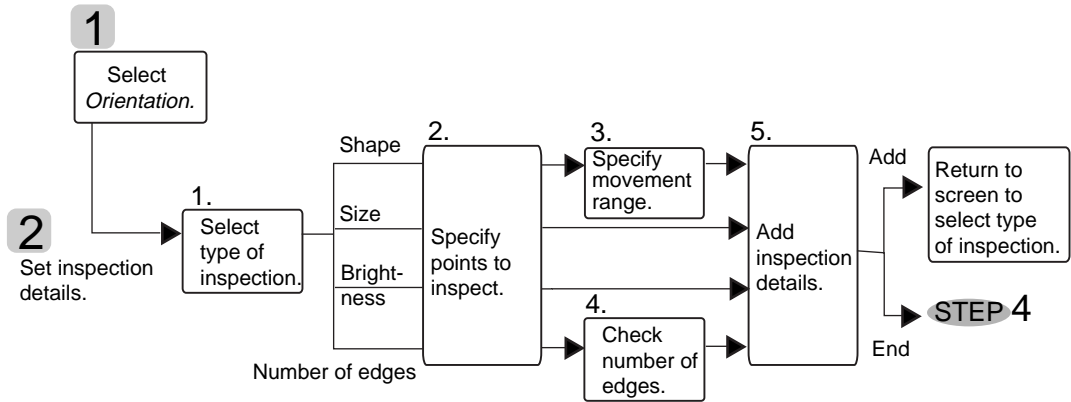 1
Select
Orientation.
2
Set inspection
details.
1.
Select
type of
inspection.
Shape
Size
Bright-
ness
Number of edges
2.
Specify
points to
inspect.
3.
Specify
movement
range.
4.
Check
number of
edges.
5.
Add
inspection
details.
Add
Return to
screen to
select type
of inspection.
STEP 4
End